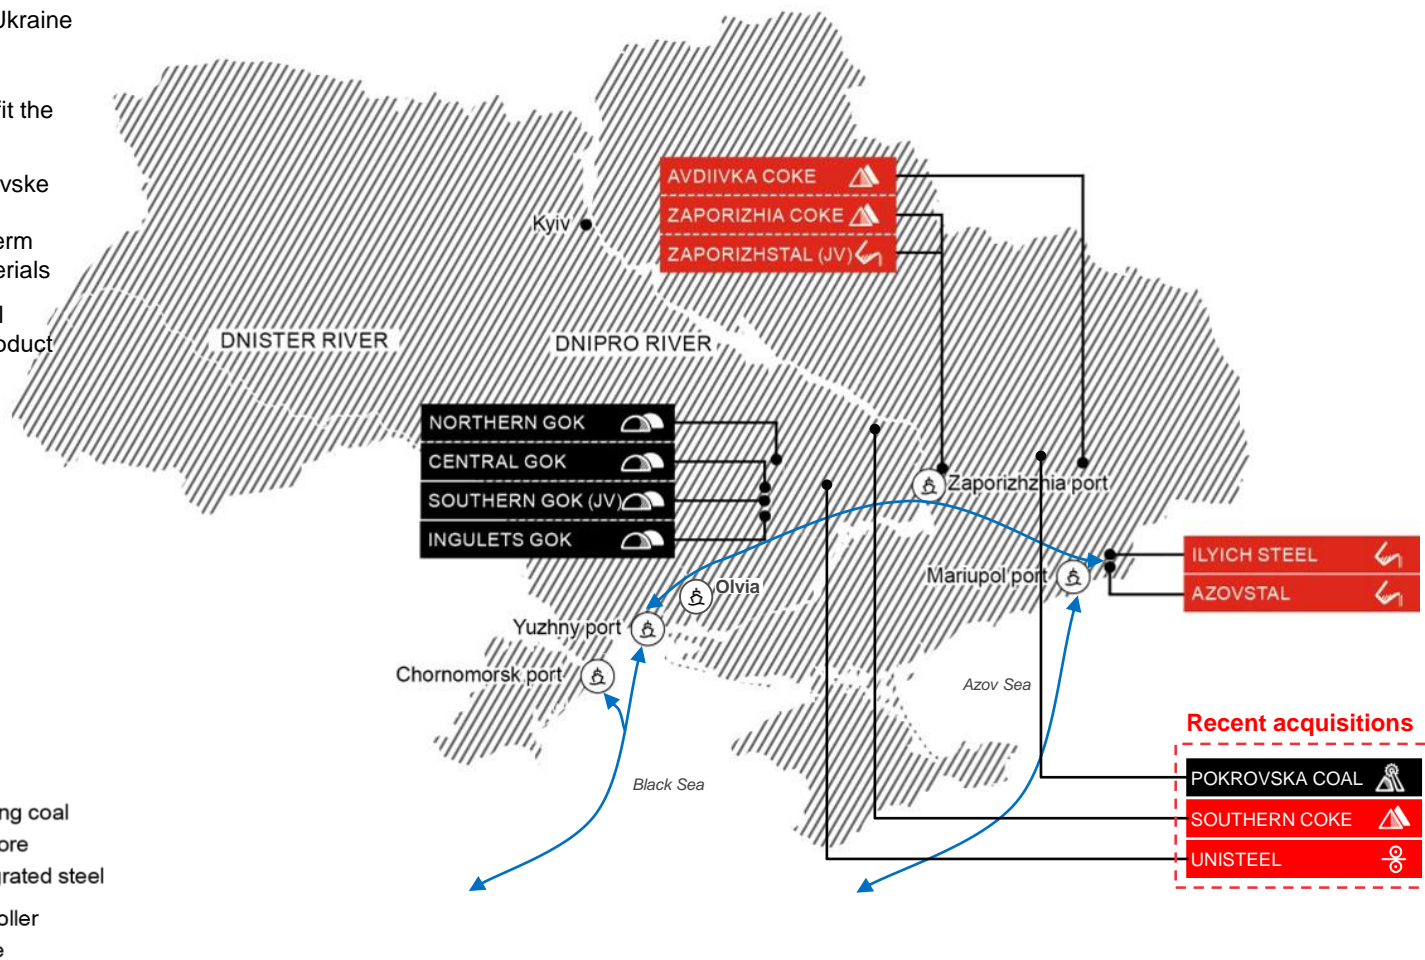 Ukraine
fit the
vske
erm
erials
l
oduct
AVDIIVKA COKE
ZAPORIZHIA COKE
ZAPORIZHSTAL (JV)
Kyiv
DNISTER RIVER
DNIPRO RIVER
NORTHERN GOK
CENTRAL GOK
SOUTHERN GOK (JV)
INGULETS GOK
Zaporizhzhia port
ILYICH STEEL
AZOVSTAL
Mariupol port
Olvia
Yuzhny port
Chornomorsk port
Azov Sea
Black Sea
Recent acquisitions
POKROVSKA COAL
SOUTHERN COKE
UNISTEEL
ng coal
ore
grated steel
oller
e